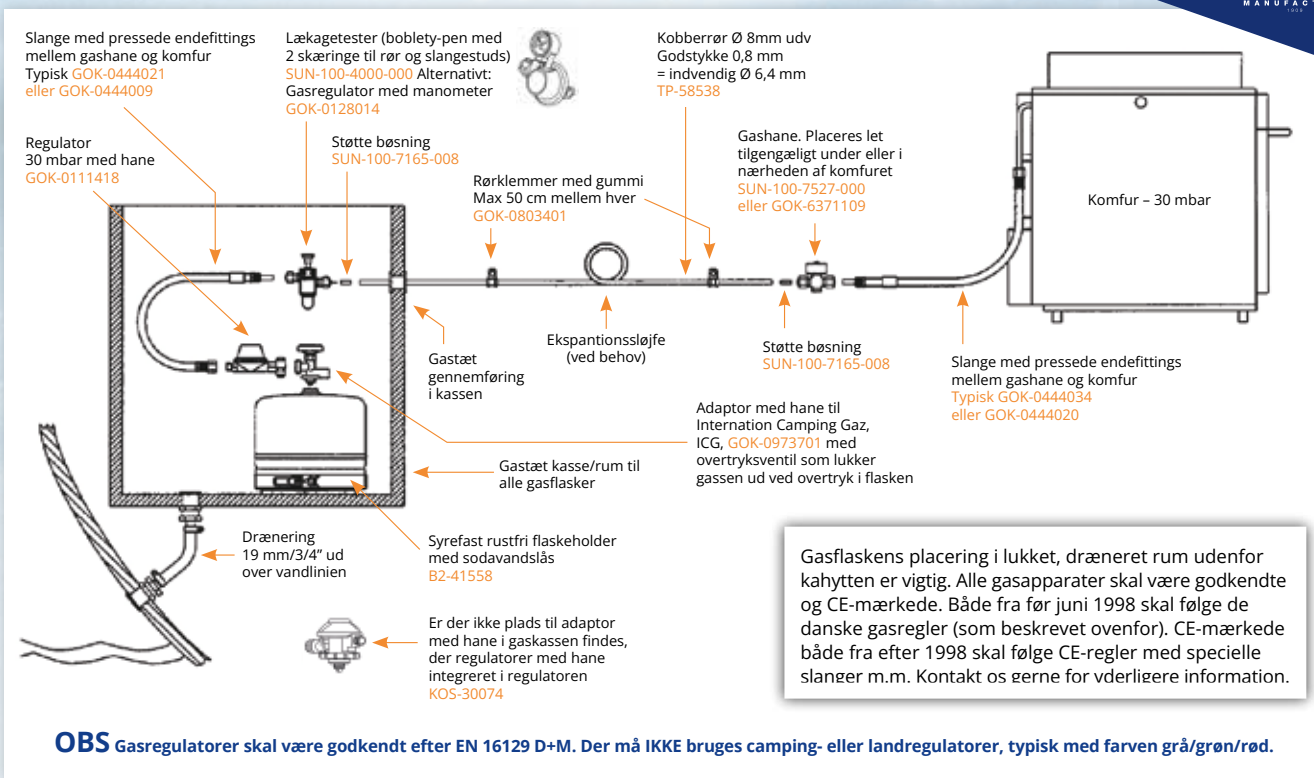 MANUFAC
1909
Slange med pressede endefittings
mellem gashane og komfur
Typisk GOK-0444021
eller GOK-0444009
Lækagetester (boblety-pen med
2 skæringe til rør og slangestuds)
SUN-100-4000-000 Alternativt:
Gasregulator med manometer
GOK-0128014
Kobberrør Ø 8mm udv
Godstykke 0,8 mm
= indvendig Ø 6,4 mm
TP-58538
Regulator
30 mbar med hane
GOK-0111418
Støtte bøsning
SUN-100-7165-008
Rørklemmer med gummi
Max 50 cm mellem hver
GOK-0803401
Gashane. Placeres let
tilgengæligt under eller i
nærheden af komfuret
SUN-100-7527-000
eller GOK-6371109
Komfur – 30 mbar
Gastæt
gennemføring
i kassen
Ekspantionssløjfe
(ved behov)
Støtte bøsning
SUN-100-7165-008
Slange med pressede endefittings
mellem gashane og komfur
Typisk GOK-0444034
eller GOK-0444020
Adaptor med hane til
Internation Camping Gaz,
ICG, GOK-0973701 med
overtryksventil som lukker
gassen ud ved overtryk i flasken
Gastæt kasse/rum til
alle gasflasker
Drænering
19 mm/3/4” ud
over vandlinien
Syrefast rustfri flaskeholder
med sodavandslås
B2-41558
Er der ikke plads til adaptor
med hane i gaskassen findes,
der regulatorer med hane
integreret i regulatoren
KOS-30074
Gasflaskens placering i lukket, dræneret rum udenfor
kahytten er vigtig. Alle gasapparater skal være godkendte
og CE-mærkede. Både fra før juni 1998 skal følge de
danske gasregler (som beskrevet ovenfor). CE-mærkede
både fra efter 1998 skal følge CE-regler med specielle
slanger m.m. Kontakt os gerne for yderligere information.
OBS Gasregulatorer skal være godkendt efter EN 16129 D+M. Der må IKKE bruges camping- eller landregulatorer, typisk med farven grå/grøn/rød.